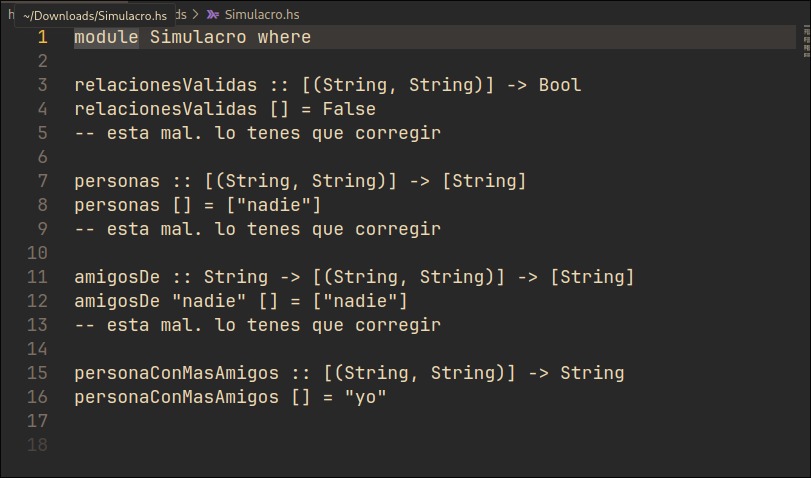 h ~/Downloads/Simulacro.hs ds > Simulacro.hs
1 module Simulacro where
2
3 relacionesValidas :: [(String, String)] -> Bool
4 relacionesValidas [] = False
5 -- esta mal. lo tenes que corregir
6
7 personas :: [(String, String)] -> [String]
8 personas [] = ["nadie"]
9 -- esta mal. lo tenes que corregir
10
11 amigosDe :: String -> [(String, String)] -> [String]
12 amigosDe "nadie" [] = ["nadie"]
13 -- esta mal. lo tenes que corregir
14
15 personaConMasAmigos :: [(String, String)] -> String
16 personaConMasAmigos [] = "yo"
17
18